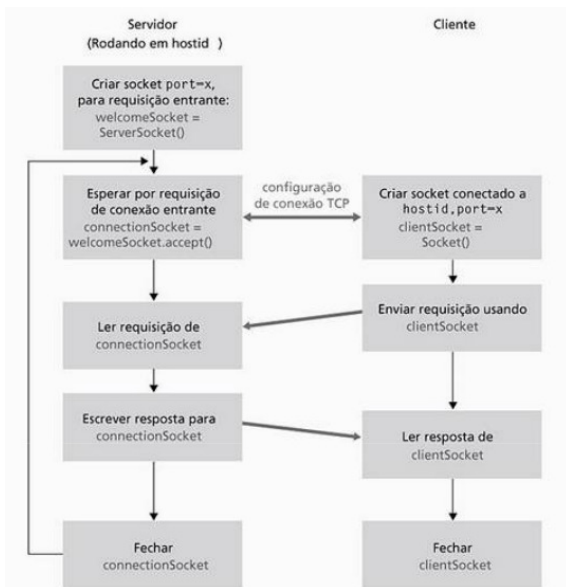 Servidor
(Rodando em hostid )
Cliente
Criar socket port=x,
para requisição entrante:
welcomeSocket =
ServerSocket()
Esperar por requisição
de conexão entrante
connectionSocket =
welcomeSocket.accept()
configuração
de conexão TCP
Criar socket conectado a
hostid,port=x
clientSocket =
Socket()
Ler requisição de
connectionSocket
Enviar requisição usando
clientSocket
Escrever resposta para
connectionSocket
Ler resposta de
clientSocket
Fechar
connectionSocket
Fechar
clientSocket